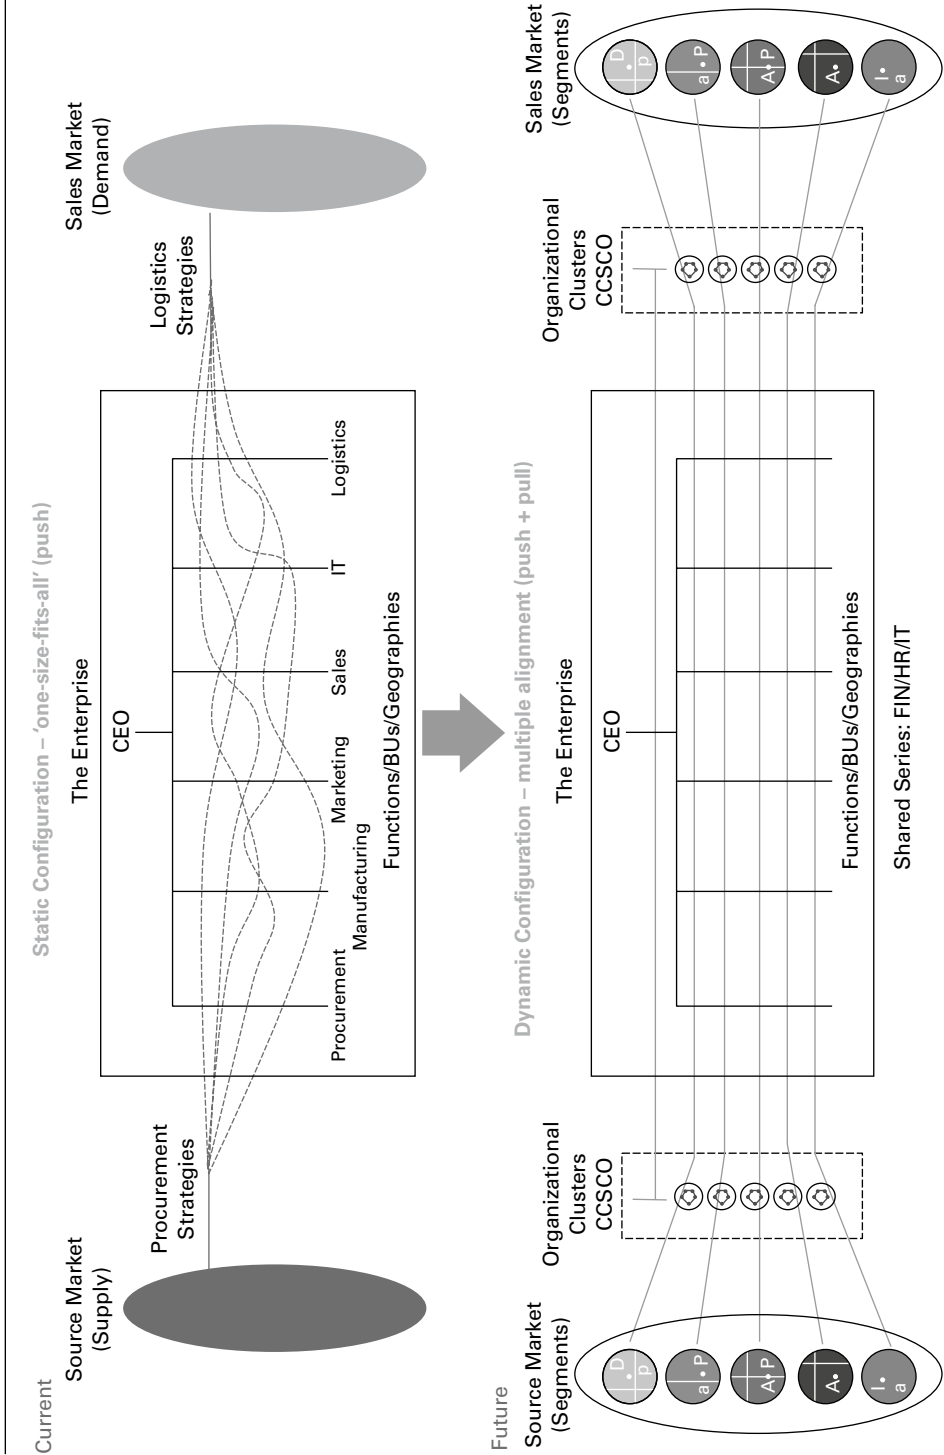 Current
Static Configuration – 'one-size-fits-all' (push)
Source Market
(Supply)
Procurement
Strategies
The Enterprise
CEO
Procurement
Manufacturing
Marketing
Sales
IT
Logistics
Functions/BUs/Geographies
Logistics
Strategies
Sales Market
(Demand)
Future
Dynamic Configuration – multiple alignment (push + pull)
Source Market
(Segments)
D
p
a P
A P
A
I
a
Organizational
Clusters
CCSCO
The Enterprise
CEO
Functions/BUs/Geographies
Shared Series: FIN/HR/IT
Organizational
Clusters
CCSCO
Sales Market
(Segments)
D
p
a P
A P
A
I
a